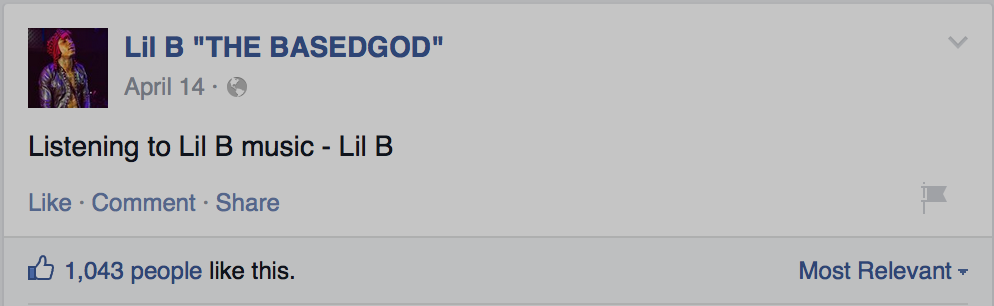 Lil B "THE BASEDGOD"
April 14 ·
Listening to Lil B music - Lil B
Like · Comment · Share
1,043 people like this.
Most Relevant